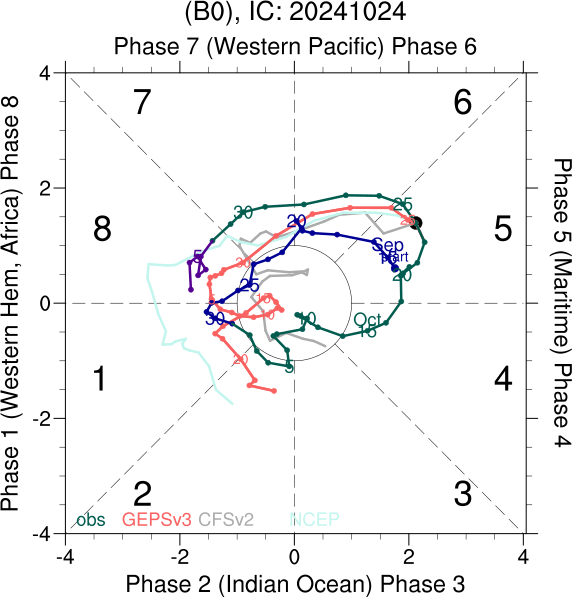 (B0), IC: 20241024
Phase 7 (Western Pacific) Phase 6
Phase 1 (Western Hem, Africa) Phase 8
Phase 5 (Maritime) Phase 4
4
2
0
-2
-4
7
6
8
5
1
4
2
3
30
25
20
Sep
start
5
20
25
30
Oct
15
20
5
obs GEPSv3 CFSv2 NCEP
-4 -2 0 2 4
Phase 2 (Indian Ocean) Phase 3